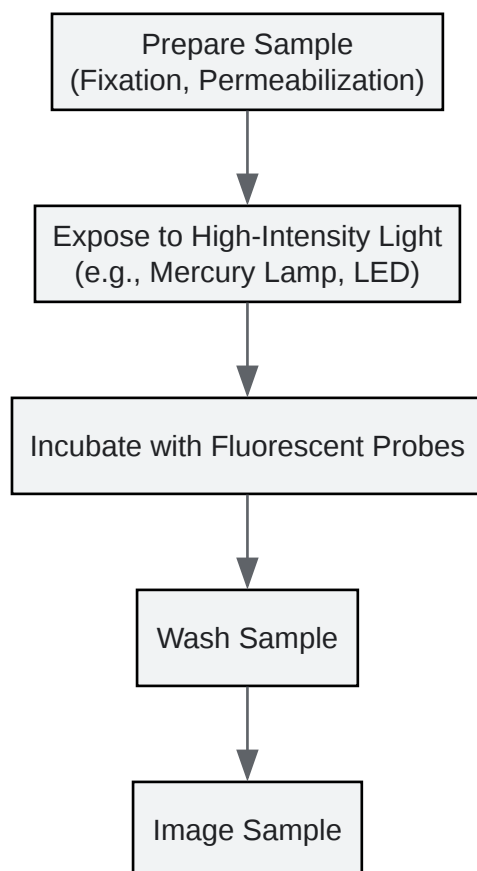 Prepare Sample
(Fixation, Permeabilization)
Expose to High-Intensity Light
(e.g., Mercury Lamp, LED)
Incubate with Fluorescent Probes
Wash Sample
Image Sample